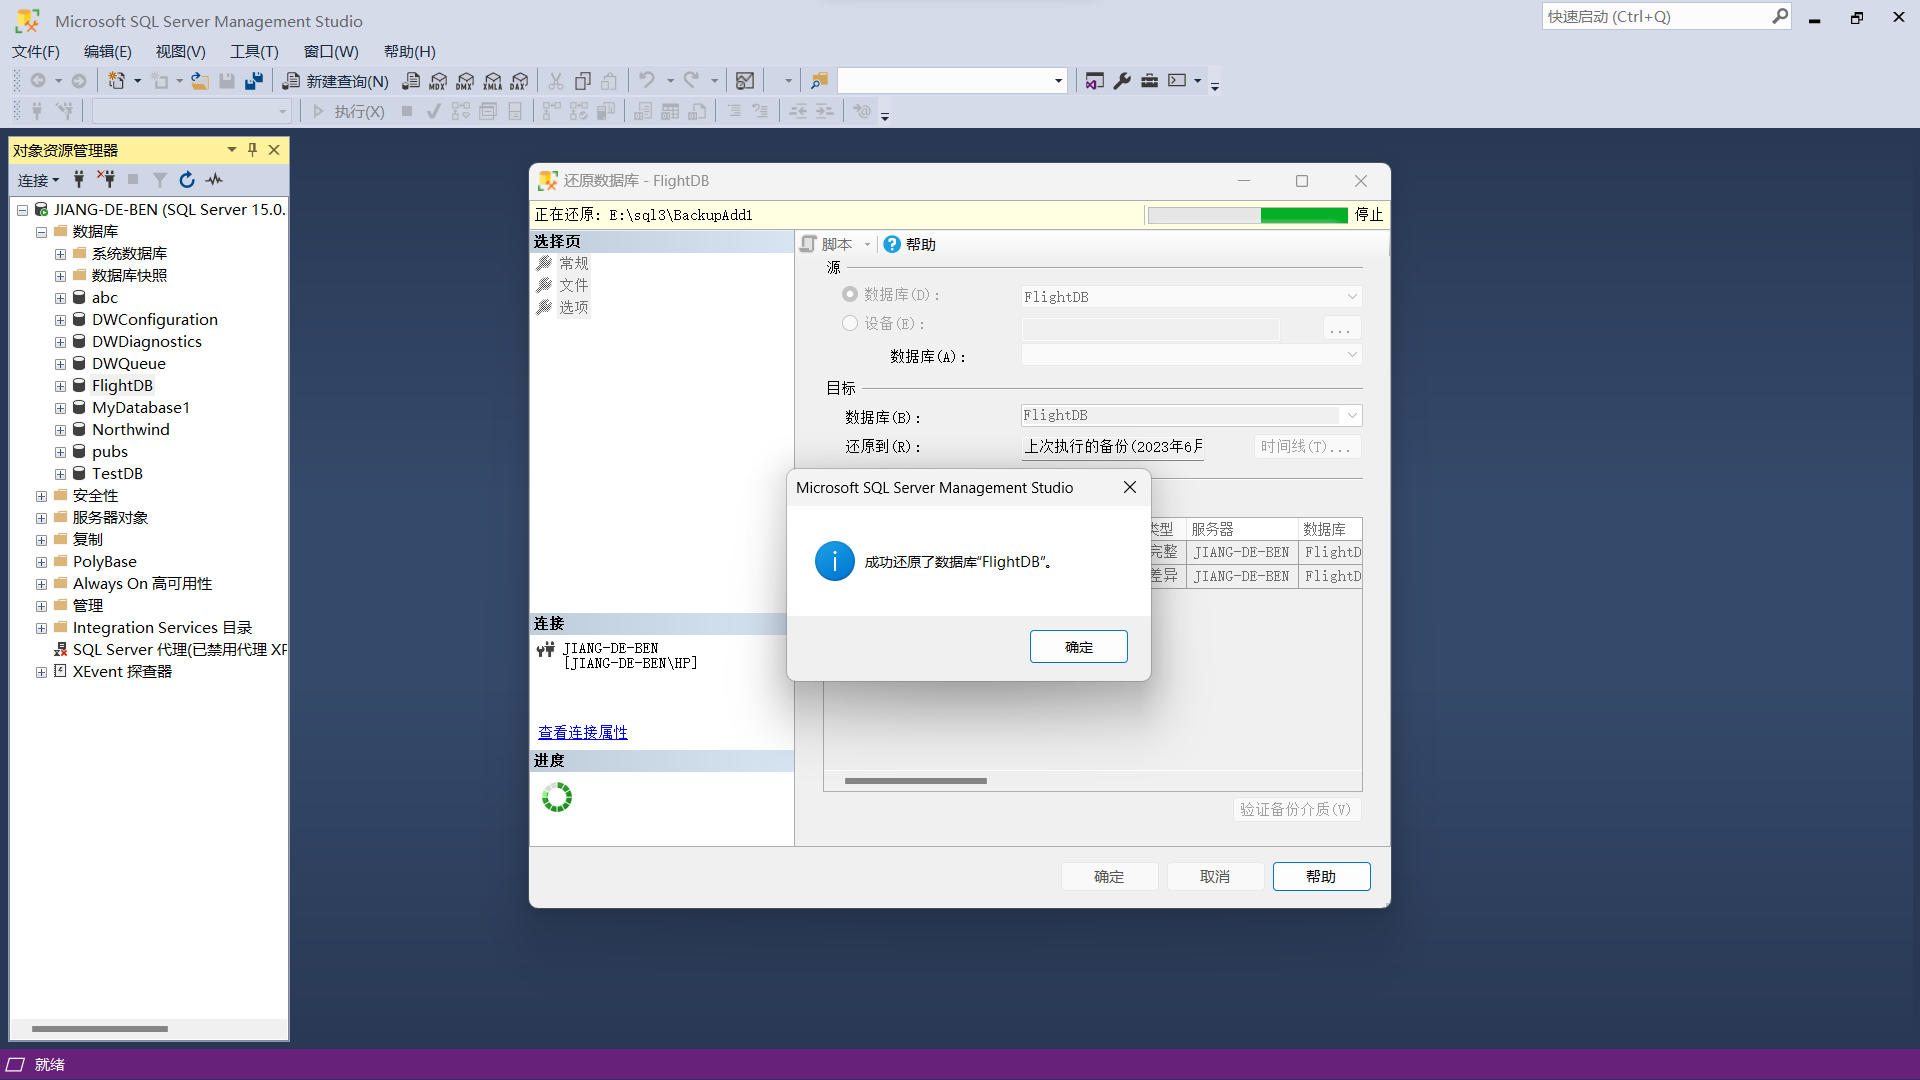 Microsoft SQL Server Management Studio
快速启动 (Ctrl+Q)
文件(F) 编辑(E) 视图(V) 工具(T) 窗口(W) 帮助(H)
新建查询(N) MDX DMX XMLA DAX
执行(X)
对象资源管理器
连接
JIANG-DE-BEN (SQL Server 15.0.
数据库
系统数据库
数据库快照
abc
DWConfiguration
DWDiagnostics
DWQueue
FlightDB
MyDatabase1
Northwind
pubs
TestDB
安全性
服务器对象
复制
PolyBase
Always On 高可用性
管理
Integration Services 目录
SQL Server 代理(已禁用代理 XP
XEvent 探查器
还原数据库 - FlightDB
正在还原: E:\sql3\BackupAdd1
停止
选择页
常规
文件
选项
脚本 帮助
源
数据库(D): FlightDB
设备(E): ...
数据库(A):
目标
数据库(B): FlightDB
还原到(R): 上次执行的备份(2023年6月 时间线(T)...
类型 服务器 数据库
完整 JIANG-DE-BEN FlightD
差异 JIANG-DE-BEN FlightD
Microsoft SQL Server Management Studio
成功还原了数据库“FlightDB”。
确定
连接
JIANG-DE-BEN
[JIANG-DE-BEN\HP]
查看连接属性
进度
验证备份介质(V)
确定 取消 帮助
就绪